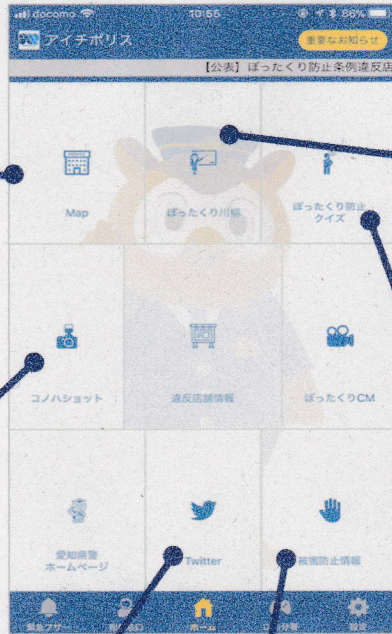 docomo 10:55 86%
アイチポリス 重要なお知らせ
【公表】ぼったくり防止条例違反店
Map
ぼったくり川柳
ぼったくり防止
クイズ
コノハショット
違反店舗情報
ぼったくりCM
愛知県警
ホームページ
Twitter
被害防止情報
ホーム
設定